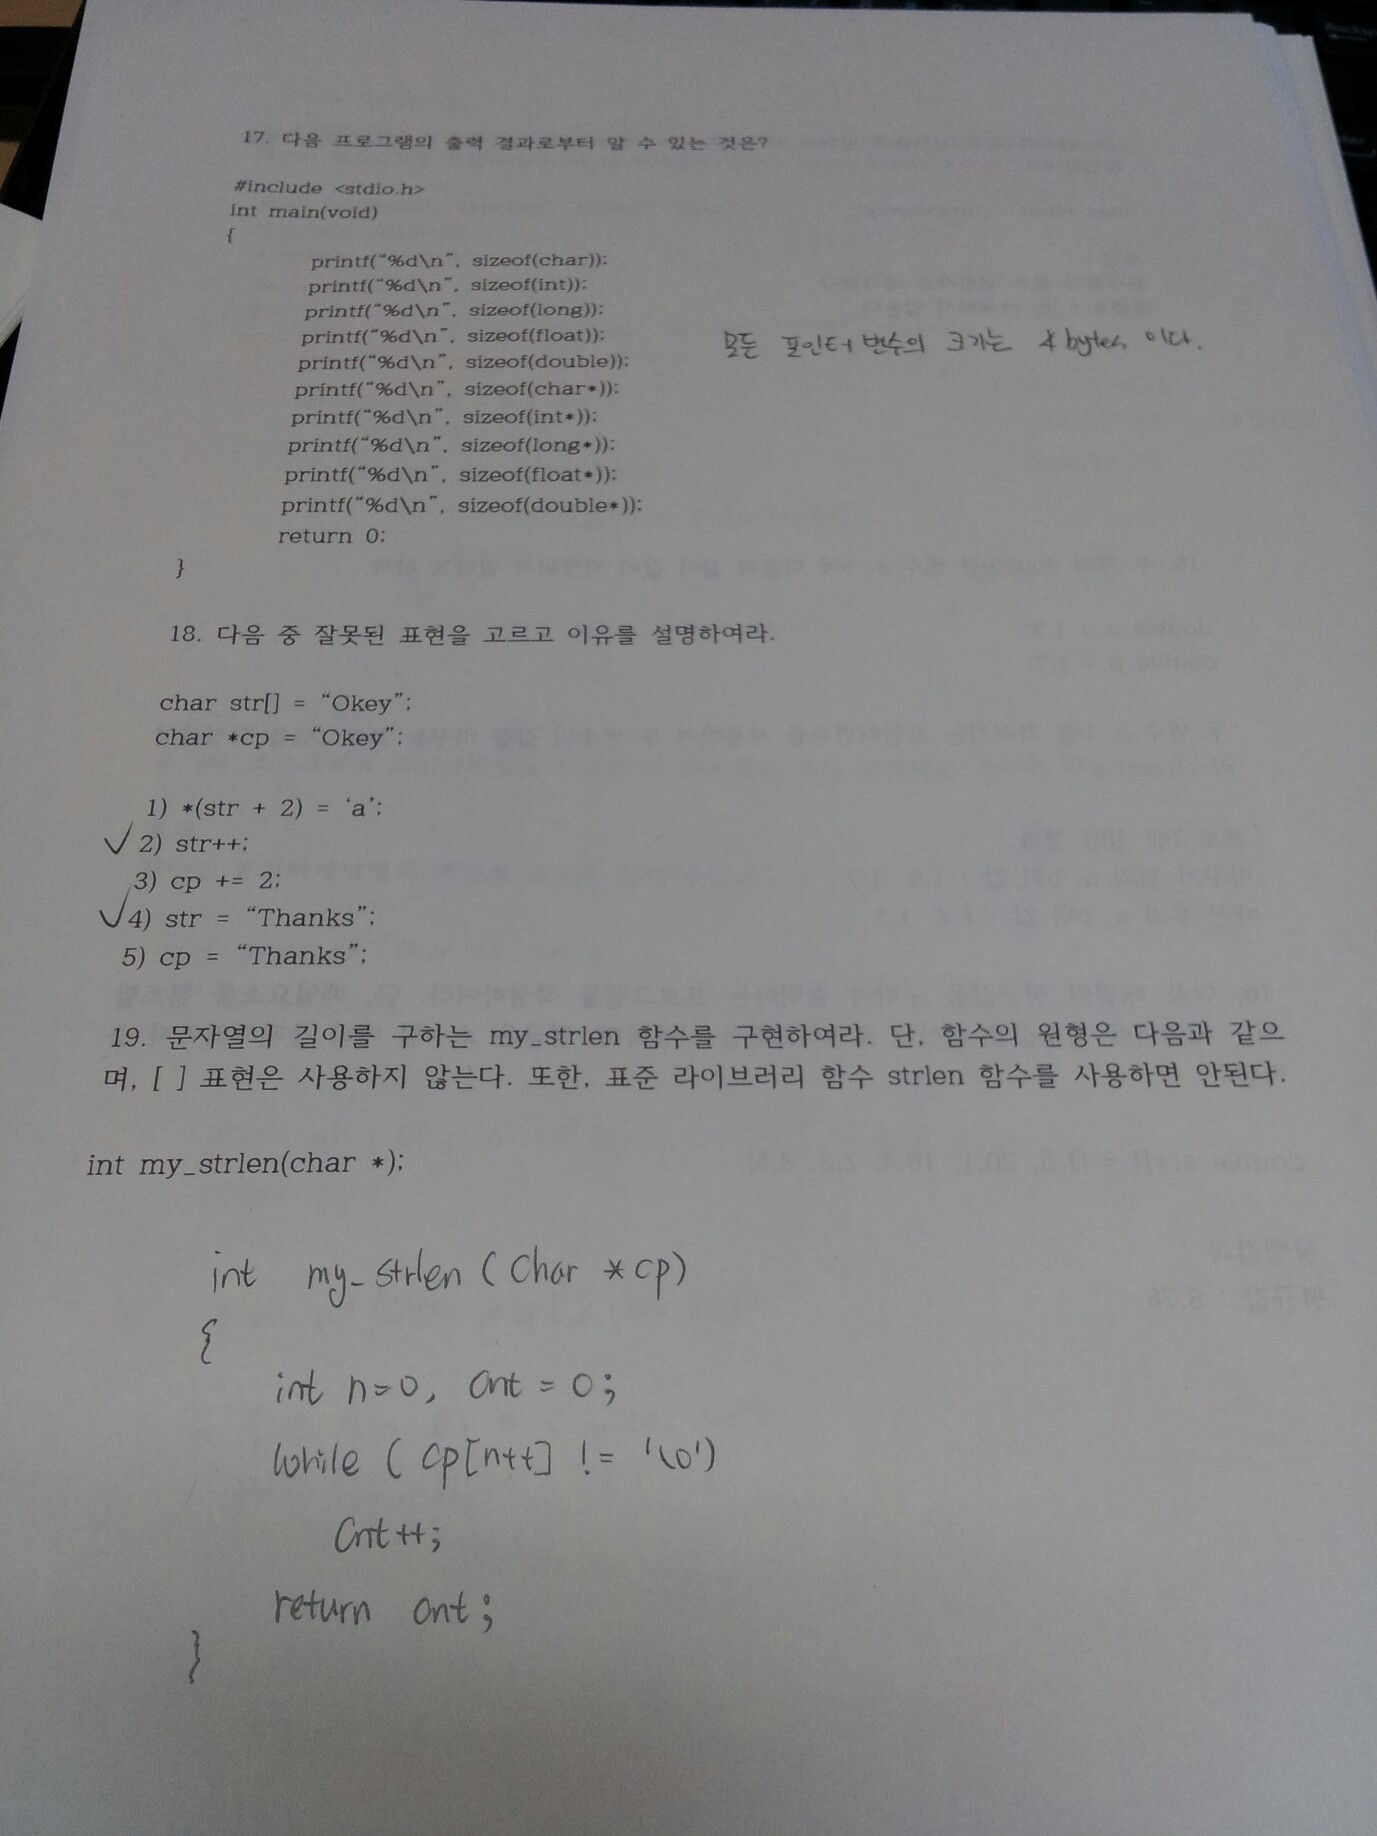 17. 다음 프로그램의 출력 결과로부터 알 수 있는 것은?
#include <stdio.h>
int main(void)
{
printf("%d\n", sizeof(char));
printf("%d\n", sizeof(int));
printf("%d\n", sizeof(long));
printf("%d\n", sizeof(float));
모든 포인터 변수의 크기는 4 bytes 이다.
printf("%d\n", sizeof(double));
printf("%d\n", sizeof(char*));
printf("%d\n", sizeof(int*));
printf("%d\n", sizeof(long*));
printf("%d\n", sizeof(float*));
printf("%d\n", sizeof(double*));
return 0;
}
18. 다음 중 잘못된 표현을 고르고 이유를 설명하여라.
char str[] = “Okey”;
char *cp = “Okey”;
1) *(str + 2) = ‘a’;
✓ 2) str++;
3) cp += 2;
✓ 4) str = “Thanks”;
5) cp = “Thanks”;
19. 문자열의 길이를 구하는 my_strlen 함수를 구현하여라. 단, 함수의 원형은 다음과 같으
며, [ ] 표현은 사용하지 않는다. 또한, 표준 라이브러리 함수 strlen 함수를 사용하면 안된다.
int my_strlen(char *);
int my_strlen (char *cp)
{
int n=0, cnt = 0;
while ( cp[n++] != '\0')
cnt++;
return cnt;
}